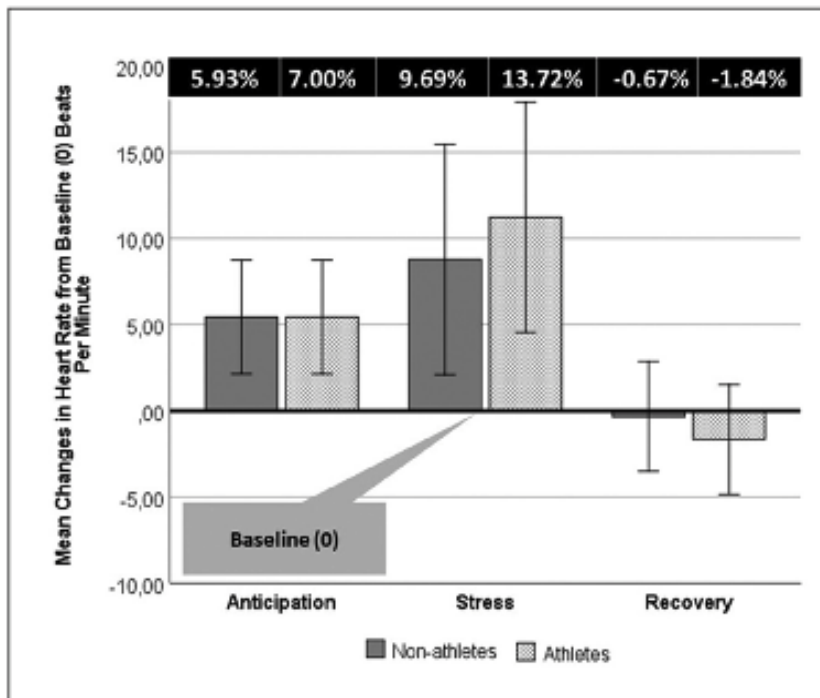 20,00 5.93% 7.00% 9.69% 13.72% -0.67% -1.84%
15,00
10,00
5,00
,00
-5,00
-10,00
Mean Changes in Heart Rate from Baseline (0) Beats
Per Minute
Baseline (0)
Anticipation Stress Recovery
Non-athletes Athletes